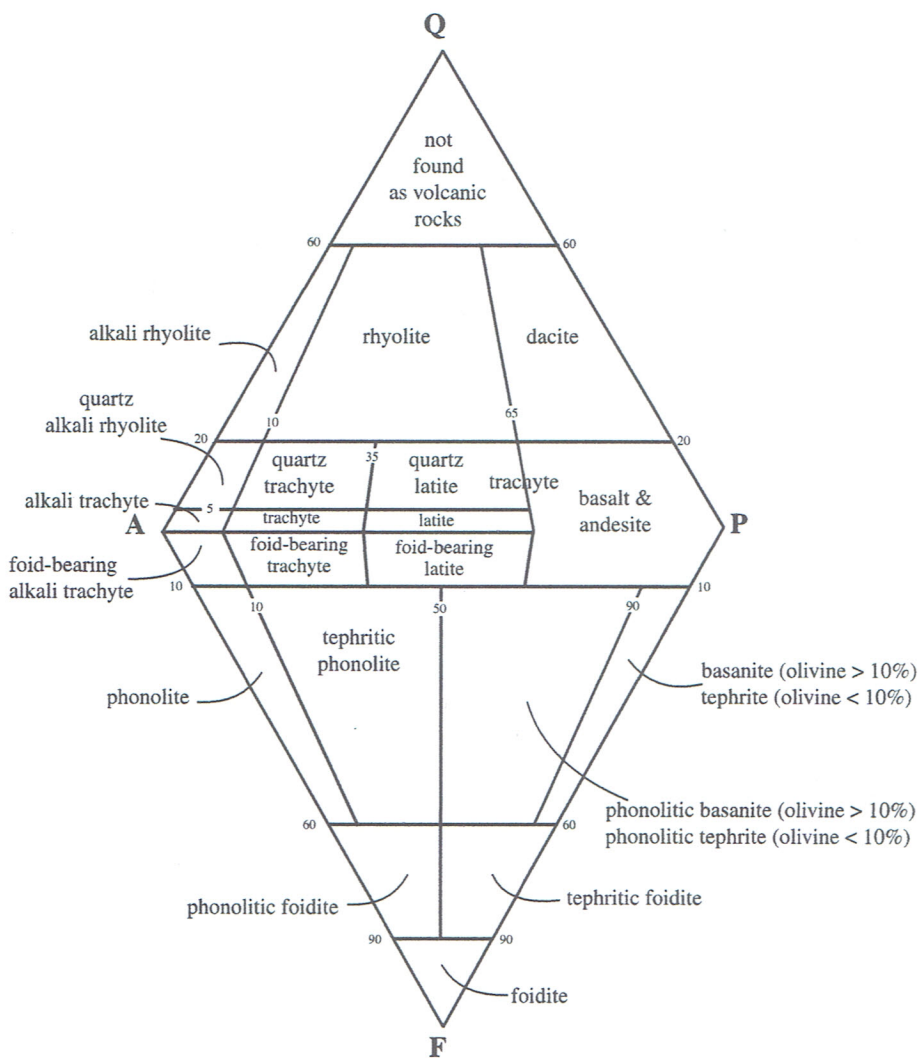 Q
not
found
as volcanic
rocks
60
60
alkali rhyolite
rhyolite
dacite
quartz
alkali rhyolite
10
65
20
20
quartz
trachyte
35
quartz
latite
trachyte
basalt &
andesite
alkali trachyte
5
trachyte
latite
A
P
foid-bearing
alkali trachyte
foid-bearing
trachyte
foid-bearing
latite
10
10
10
50
90
tephritic
phonolite
phonolite
basanite (olivine > 10%)
tephrite (olivine < 10%)
phonolitic basanite (olivine > 10%)
phonolitic tephrite (olivine < 10%)
60
60
phonolitic foidite
tephritic foidite
90
90
foidite
F